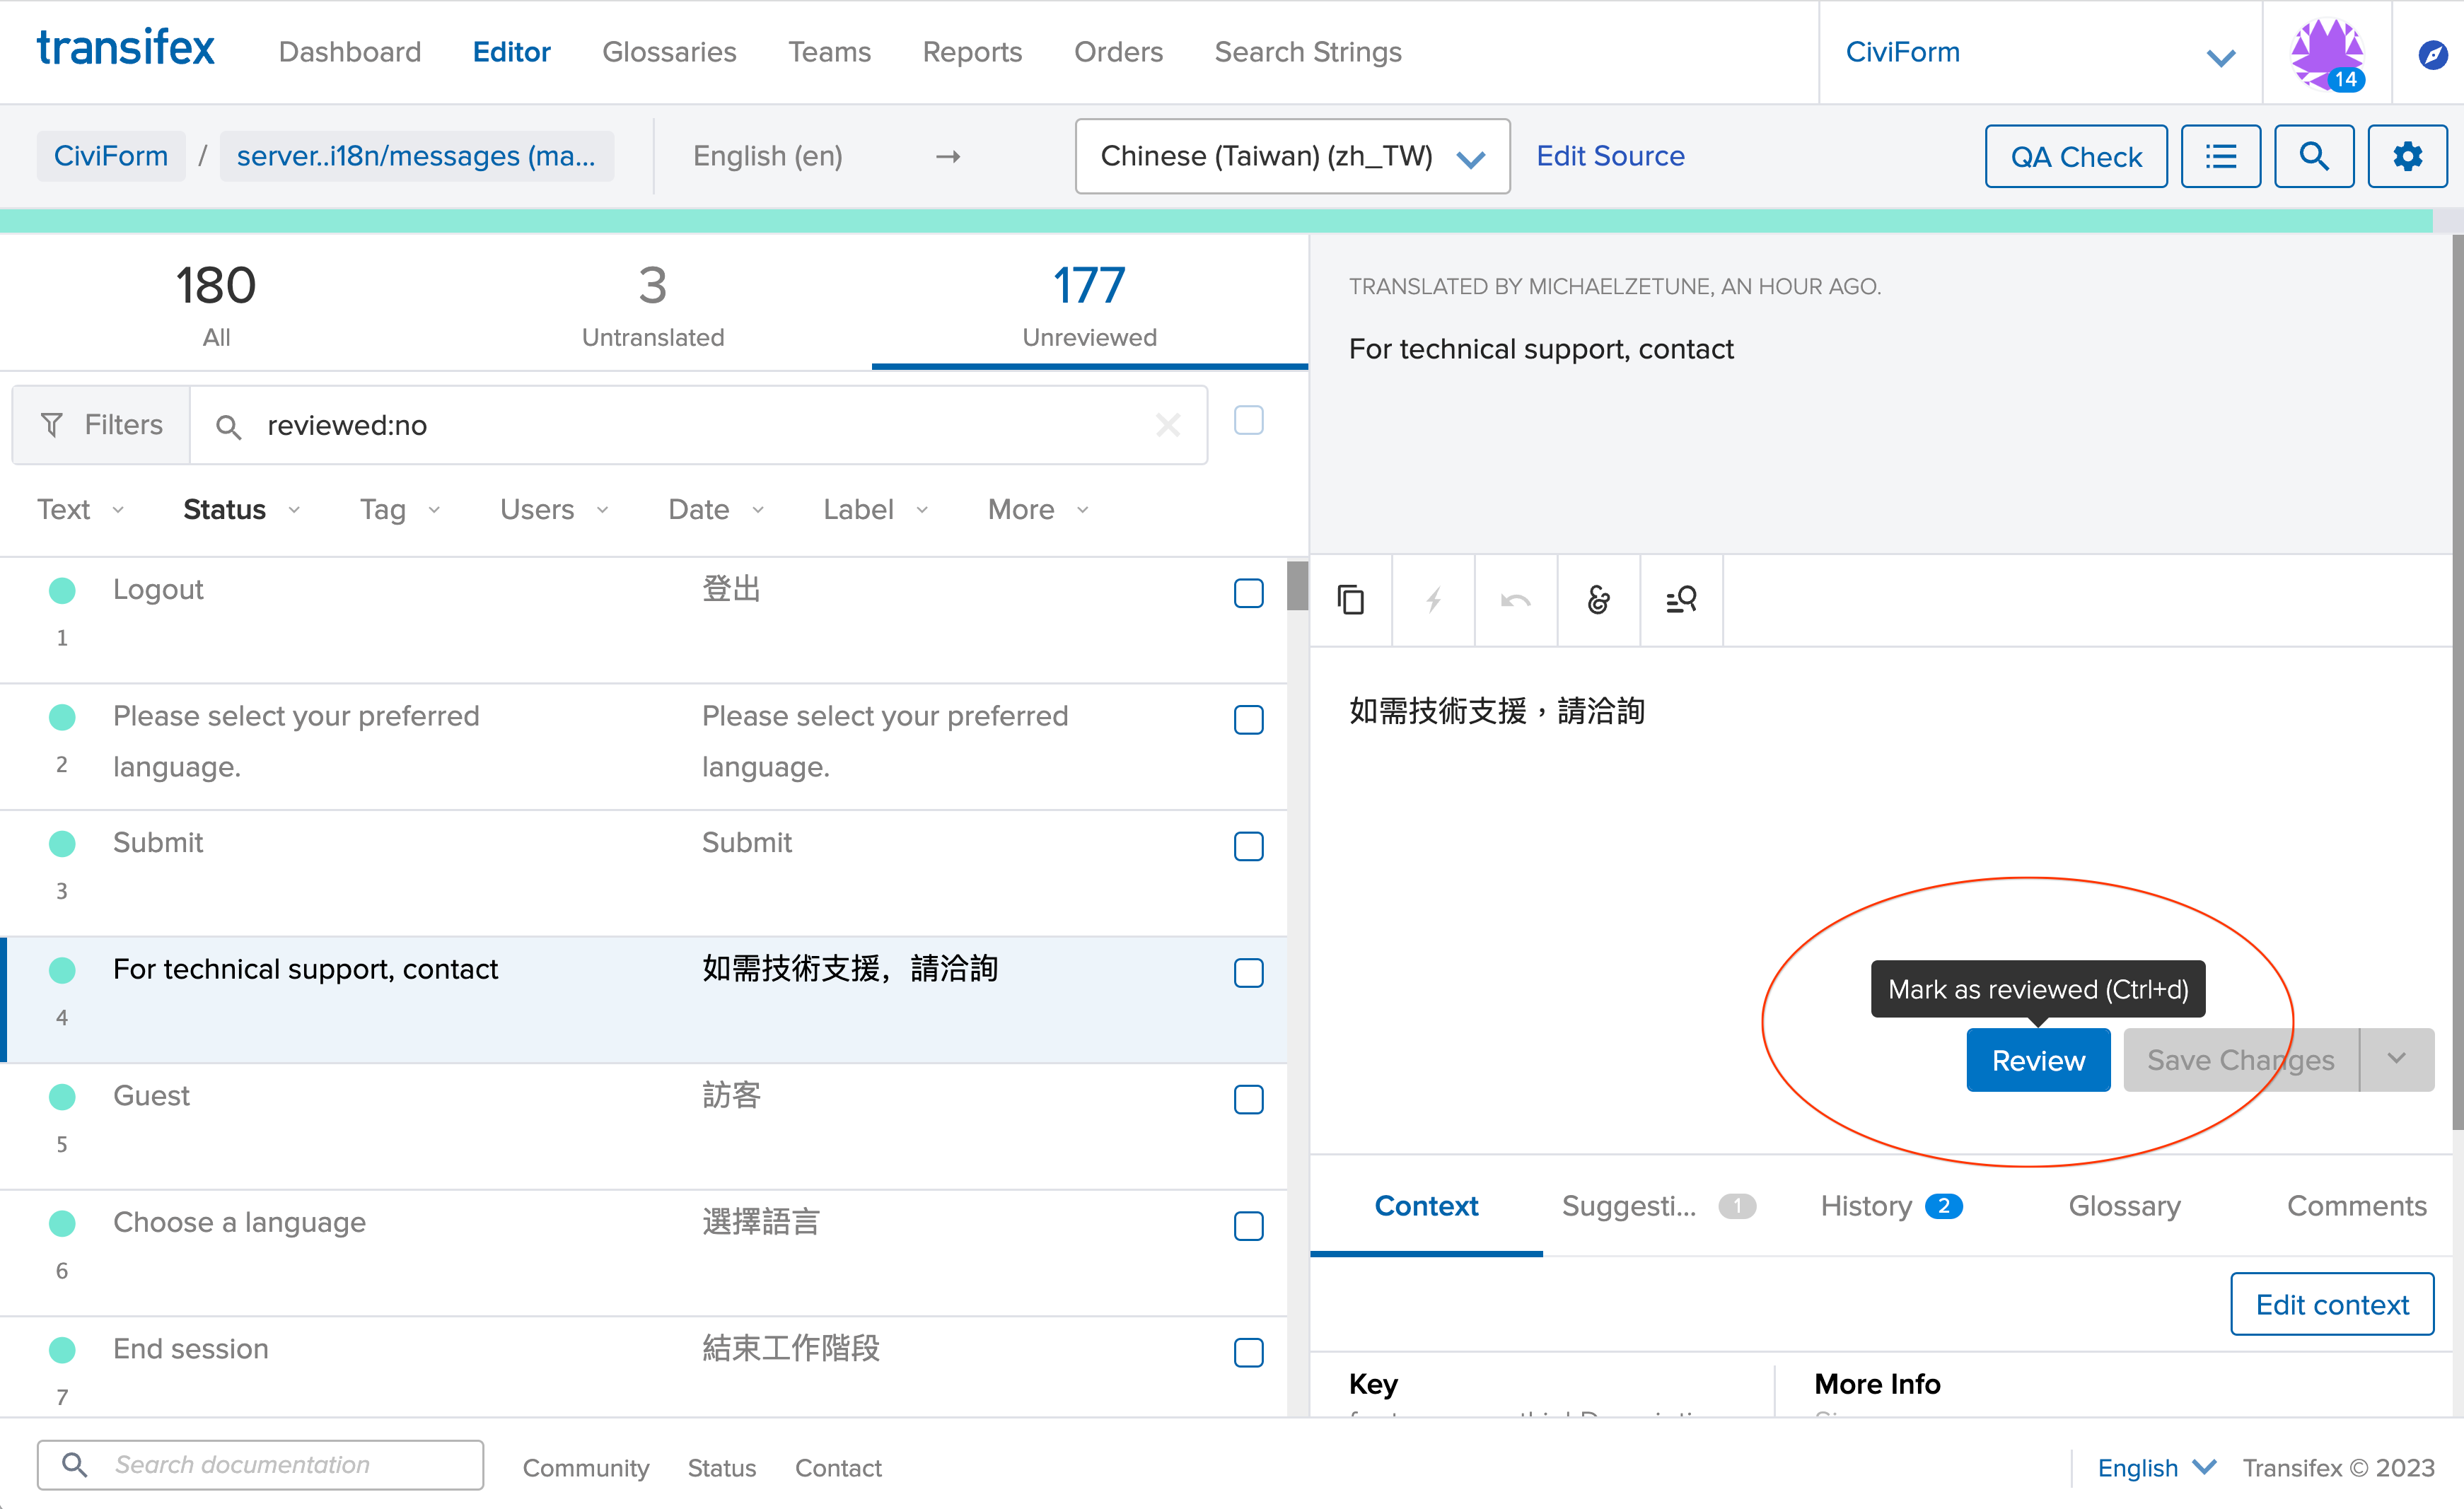 transifex
Dashboard
Editor
Glossaries
Teams
Reports
Orders
Search Strings
CiviForm
14
CiviForm / server..i18n/messages (ma...
English (en) →
Chinese (Taiwan) (zh_TW)
Edit Source
QA Check
180
All
3
Untranslated
177
Unreviewed
Filters
reviewed:no
Text
Status
Tag
Users
Date
Label
More
Logout
登出
1
Please select your preferred
language.
Please select your preferred
language.
2
Submit
Submit
3
For technical support, contact
如需技術支援，請洽詢
4
Guest
訪客
5
Choose a language
選擇語言
6
End session
結束工作階段
7
TRANSLATED BY MICHAELZETUNE, AN HOUR AGO.
For technical support, contact
如需技術支援，請洽詢
Mark as reviewed (Ctrl+d)
Review
Save Changes
Context
Suggesti... 1
History 2
Glossary
Comments
Edit context
Key
More Info
Search documentation
Community
Status
Contact
English
Transifex © 2023